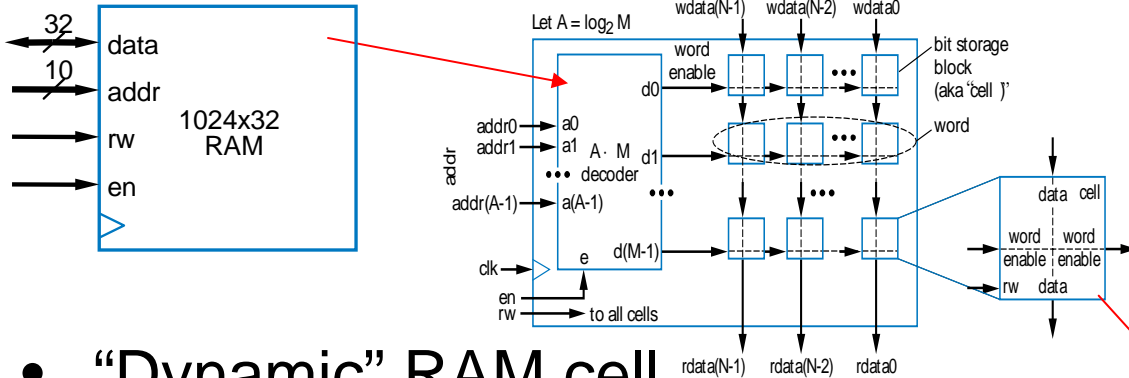 32
data
10
addr
1024x32
RAM
rw
en
Let A = log2 M
wdata(N-1) wdata(N-2) wdata0
word
enable
bit storage
block
(aka “cell )”
d0
word
addr0 a0
addr1 a1
addr
A · M
decoder
d1
addr(A-1) a(A-1)
d(M-1)
clk
e
en
rw to all cells
data cell
word word
enable enable
rw data
rdata(N-1) rdata(N-2) rdata0
• “Dynamic” RAM cell